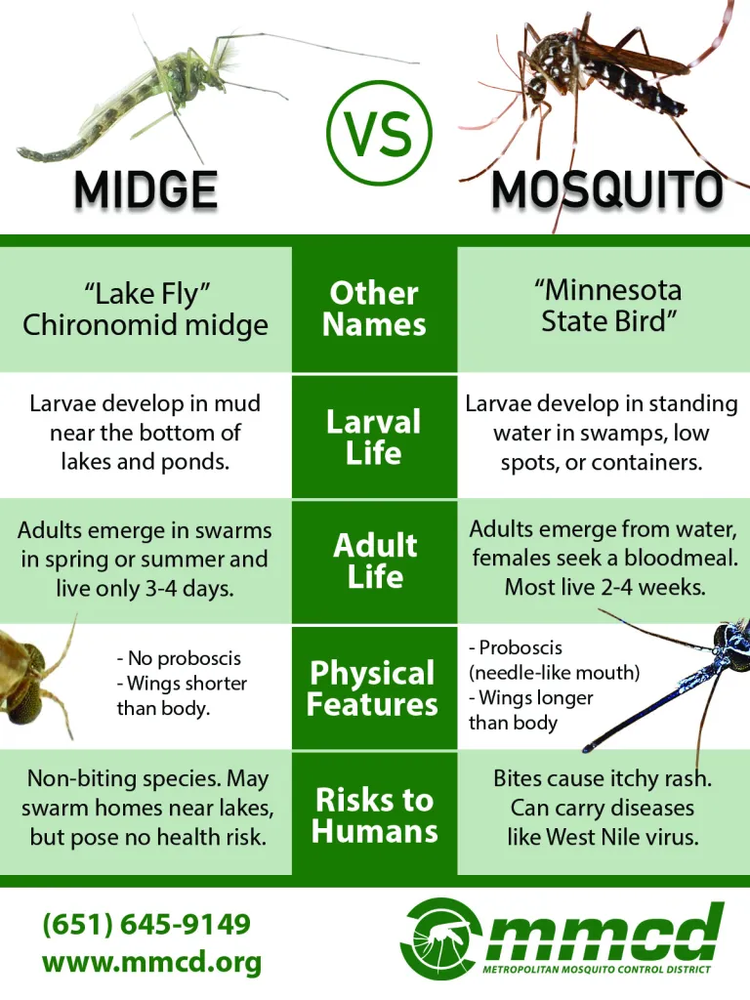 VS
MIDGE
MOSQUITO
“Lake Fly”
Chironomid midge
Other
Names
“Minnesota
State Bird”
Larvae develop in mud
near the bottom of
lakes and ponds.
Larval
Life
Larvae develop in standing
water in swamps, low
spots, or containers.
Adults emerge in swarms
in spring or summer and
live only 3-4 days.
Adult
Life
Adults emerge from water,
females seek a bloodmeal.
Most live 2-4 weeks.
- No proboscis
- Wings shorter
than body.
Physical
Features
- Proboscis
(needle-like mouth)
- Wings longer
than body
Non-biting species. May
swarm homes near lakes,
but pose no health risk.
Risks to
Humans
Bites cause itchy rash.
Can carry diseases
like West Nile virus.
(651) 645-9149
www.mmcd.org
mmcd
METROPOLITAN MOSQUITO CONTROL DISTRICT